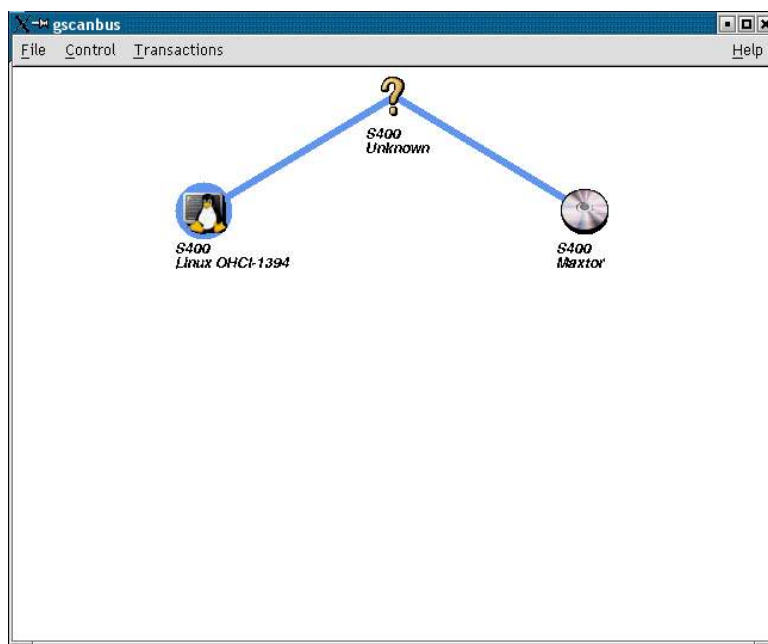 gscanbus
File Control Transactions Help
S400
Unknown
S400
Linux OHCI-1394
S400
Maxtor